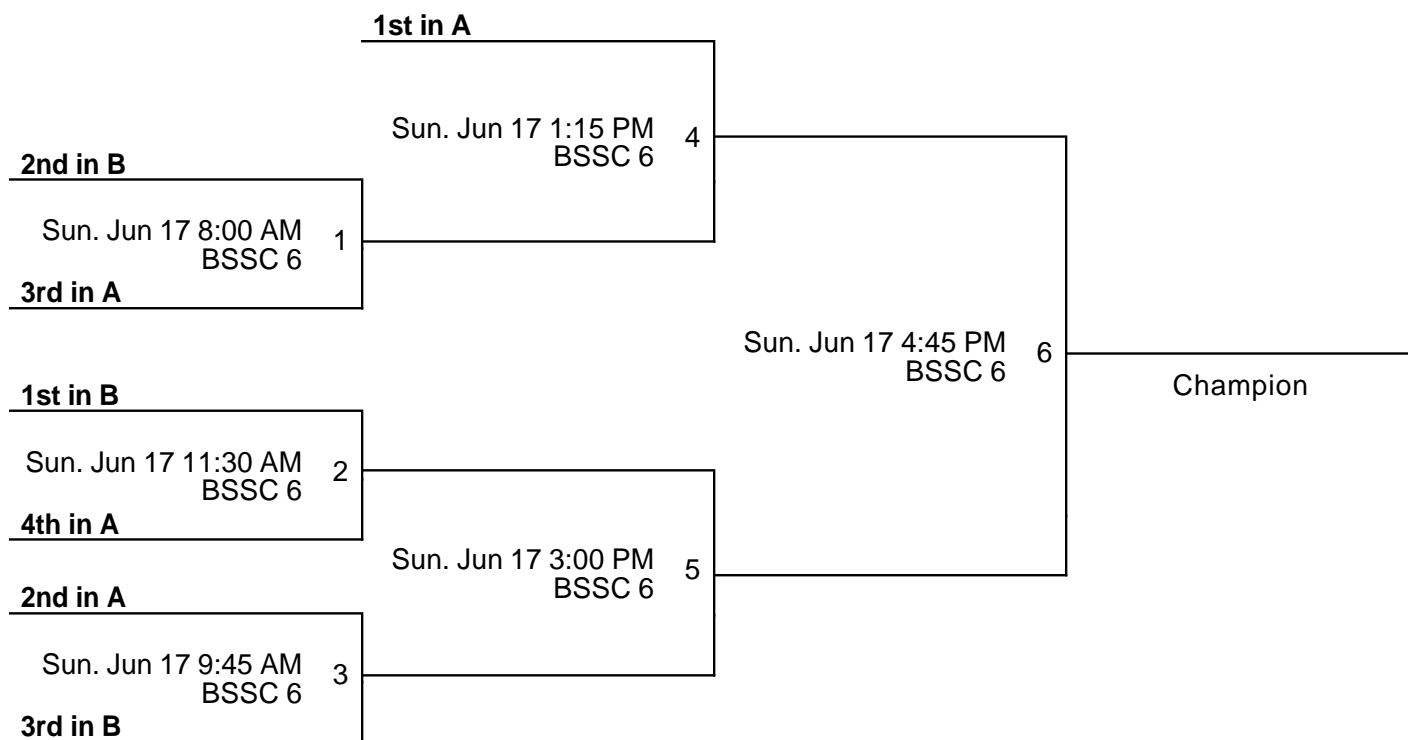 1st in A
Sun. Jun 17 1:15 PM
BSSC 6
4
2nd in B
Sun. Jun 17 8:00 AM
BSSC 6
1
3rd in A
Sun. Jun 17 4:45 PM
BSSC 6
6
Champion
1st in B
Sun. Jun 17 11:30 AM
BSSC 6
2
4th in A
Sun. Jun 17 3:00 PM
BSSC 6
5
2nd in A
Sun. Jun 17 9:45 AM
BSSC 6
3
3rd in B